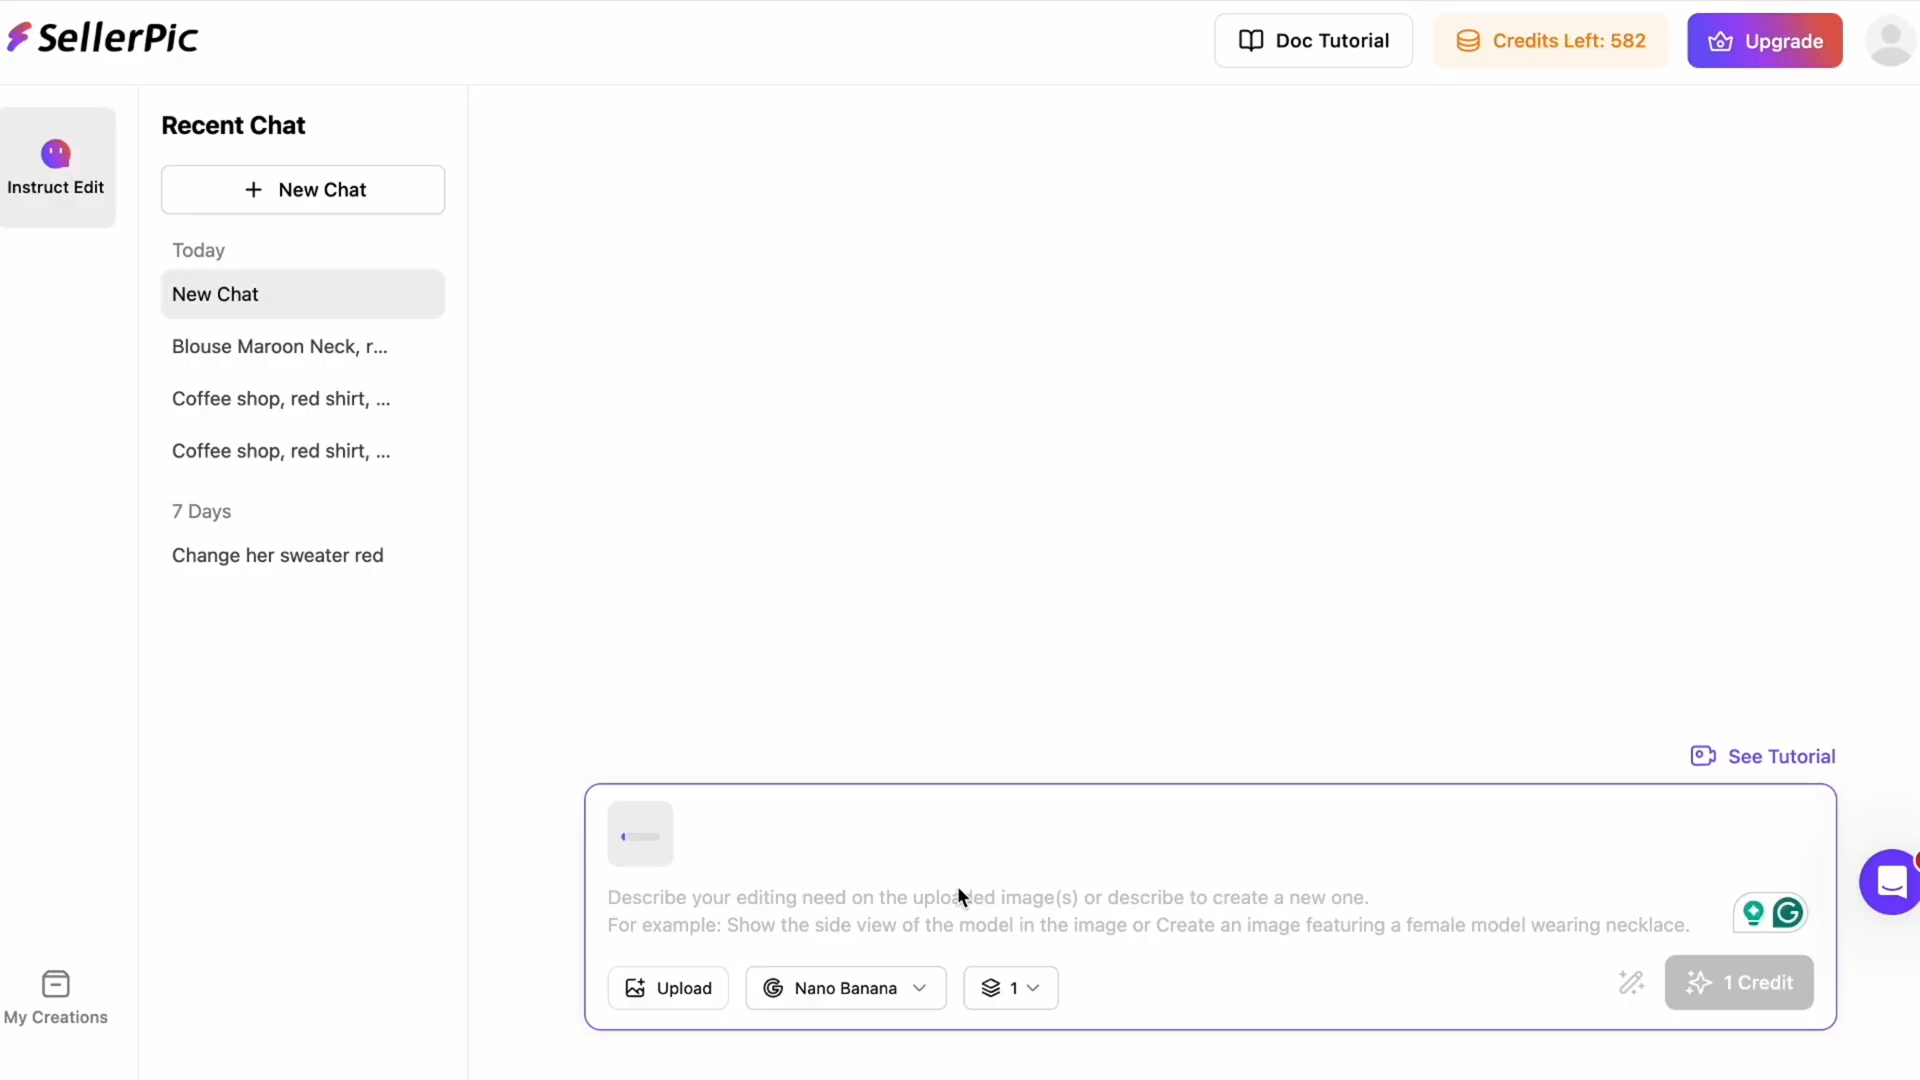 SellerPic
Doc Tutorial
Credits Left: 582
Upgrade
Instruct Edit
Recent Chat
+ New Chat
Today
New Chat
Blouse Maroon Neck, r...
Coffee shop, red shirt, ...
Coffee shop, red shirt, ...
7 Days
Change her sweater red
See Tutorial
Describe your editing need on the uploaded image(s) or describe to create a new one.
For example: Show the side view of the model in the image or Create an image featuring a female model wearing necklace.
Upload
Nano Banana
1
1 Credit
My Creations